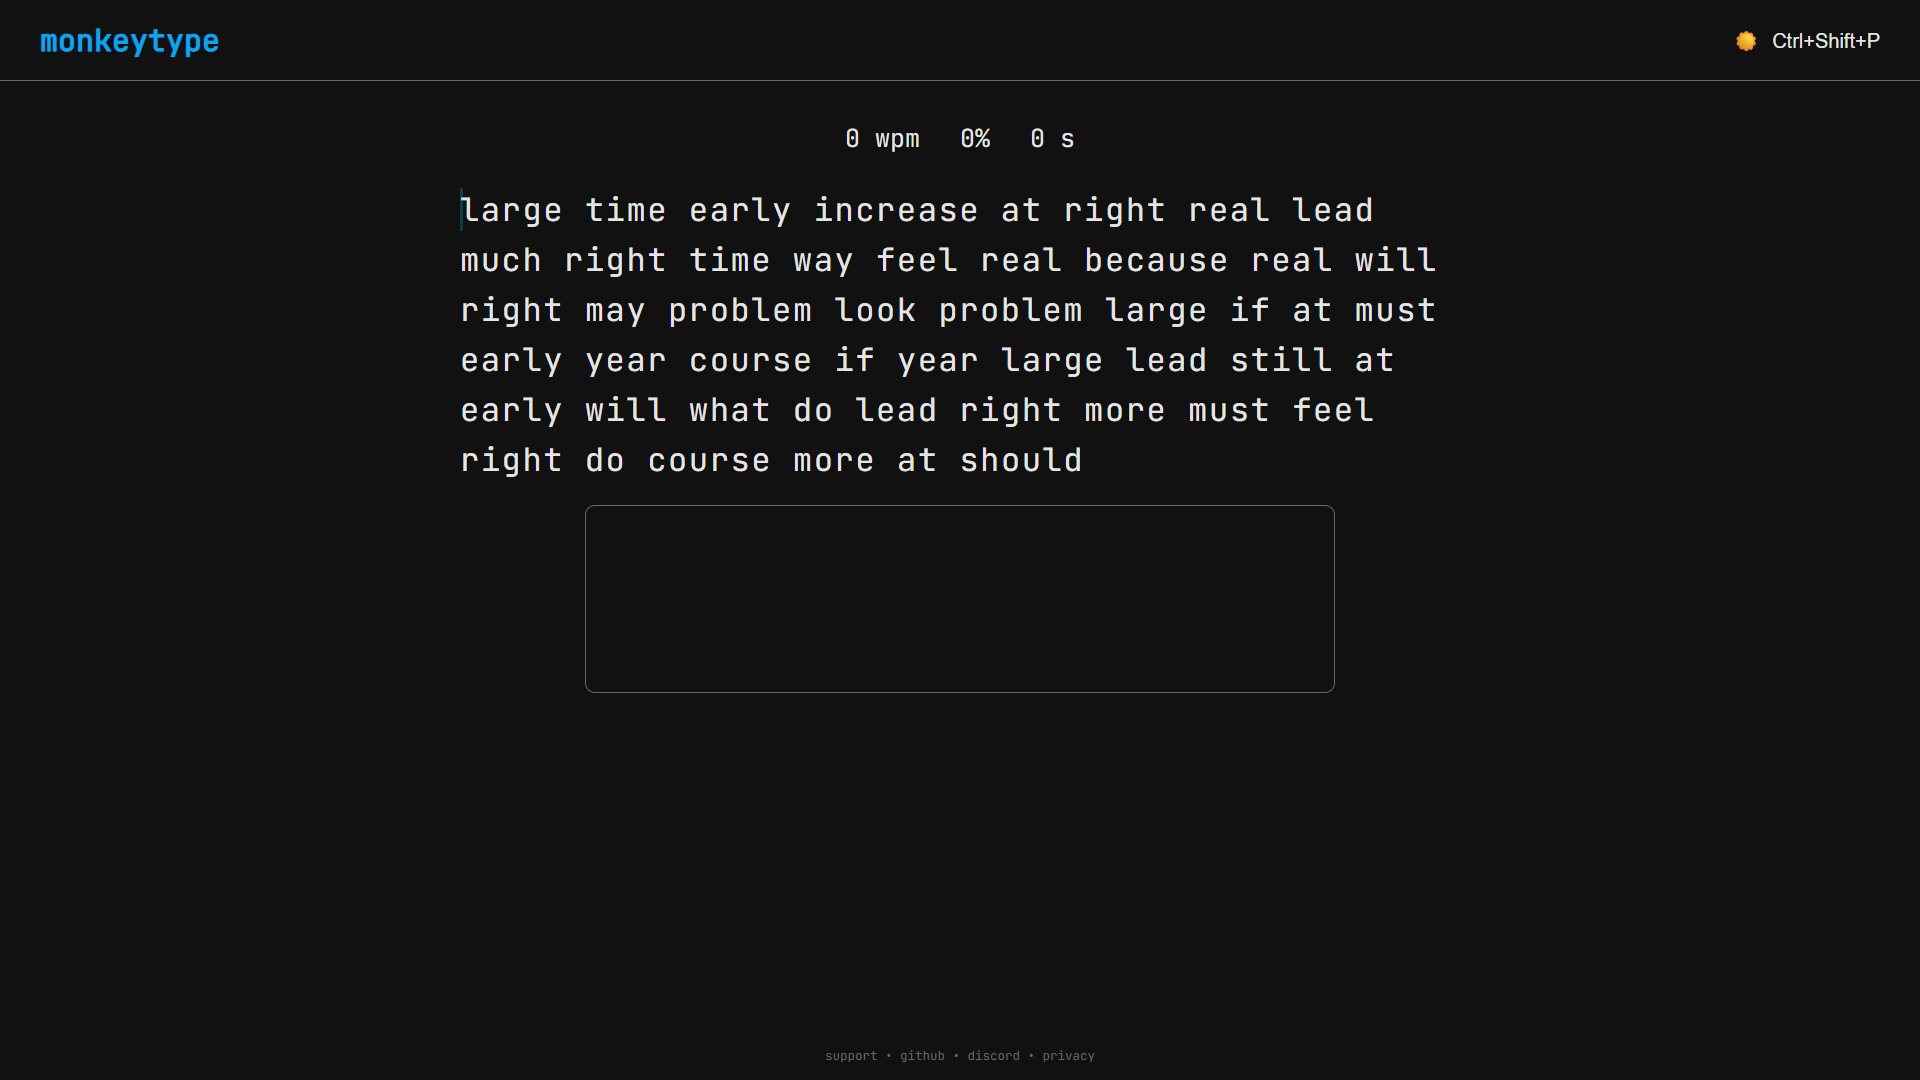 monkeytype
Ctrl+Shift+P
0 wpm 0% 0 s
large time early increase at right real lead
much right time way feel real because real will
right may problem look problem large if at must
early year course if year large lead still at
early will what do lead right more must feel
right do course more at should
support • github • discord • privacy